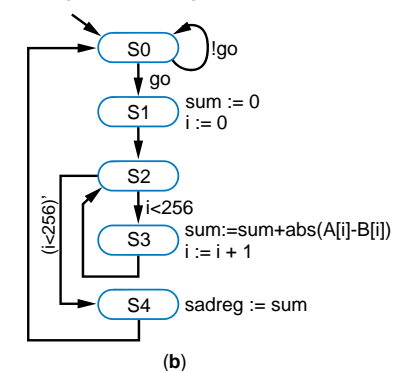 S0
!go
go
S1
sum := 0
i := 0
S2
(i<256)'
i<256
S3
sum:=sum+abs(A[i]-B[i])
i := i + 1
S4
sadreg := sum
(b)